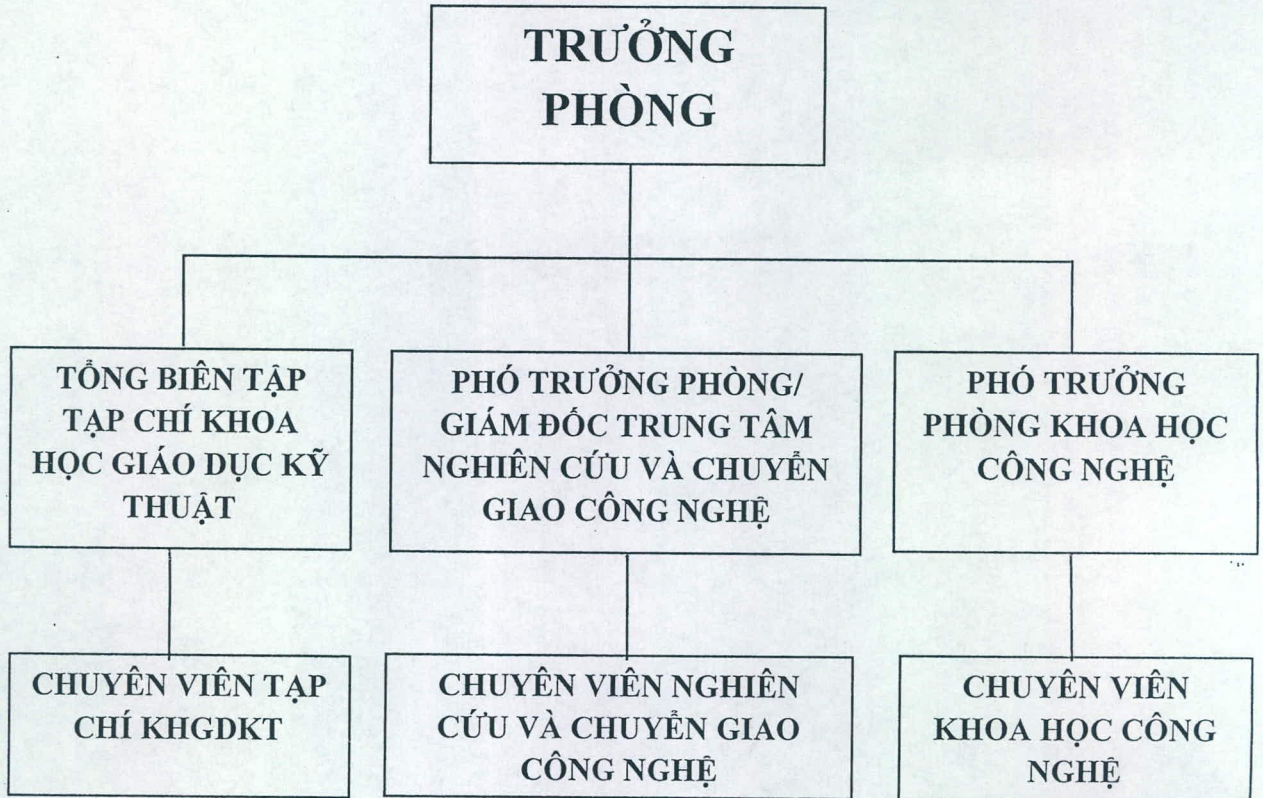 TRƯỞNG
PHÒNG
TỔNG BIÊN TẬP
TẠP CHÍ KHOA
HỌC GIÁO DỤC KỸ
THUẬT
PHÓ TRƯỞNG PHÒNG/
GIÁM ĐỐC TRUNG TÂM
NGHIÊN CỨU VÀ CHUYỂN
GIAO CÔNG NGHỆ
PHÓ TRƯỞNG
PHÒNG KHOA HỌC
CÔNG NGHỆ
CHUYÊN VIÊN TẠP
CHÍ KHGDKT
CHUYÊN VIÊN NGHIÊN
CỨU VÀ CHUYỂN GIAO
CÔNG NGHỆ
CHUYÊN VIÊN
KHOA HỌC CÔNG
NGHỆ